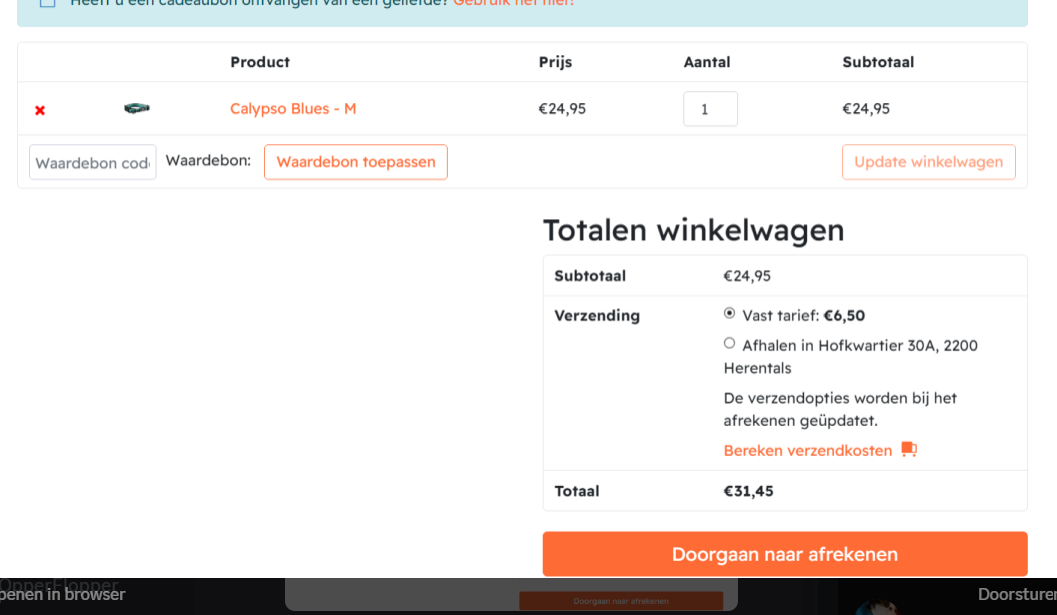 Heeft u een cadeaubon ontvangen van een geliefde? Gebruik het hier!
Product Prijs Aantal Subtotaal
Calypso Blues - M €24,95 1 €24,95
Waardebon cod Waardebon: Waardebon toepassen Update winkelwagen
Totalen winkelwagen
Subtotaal €24,95
Verzending Vast tarief: €6,50
Afhalen in Hofkwartier 30A, 2200
Herentals
De verzendopties worden bij het
afrekenen geüpdatet.
Bereken verzendkosten
Totaal €31,45
Doorgaan naar afrekenen
OpperFlopper
penen in browser Doorsturen
Doorgaan naar afrekenen